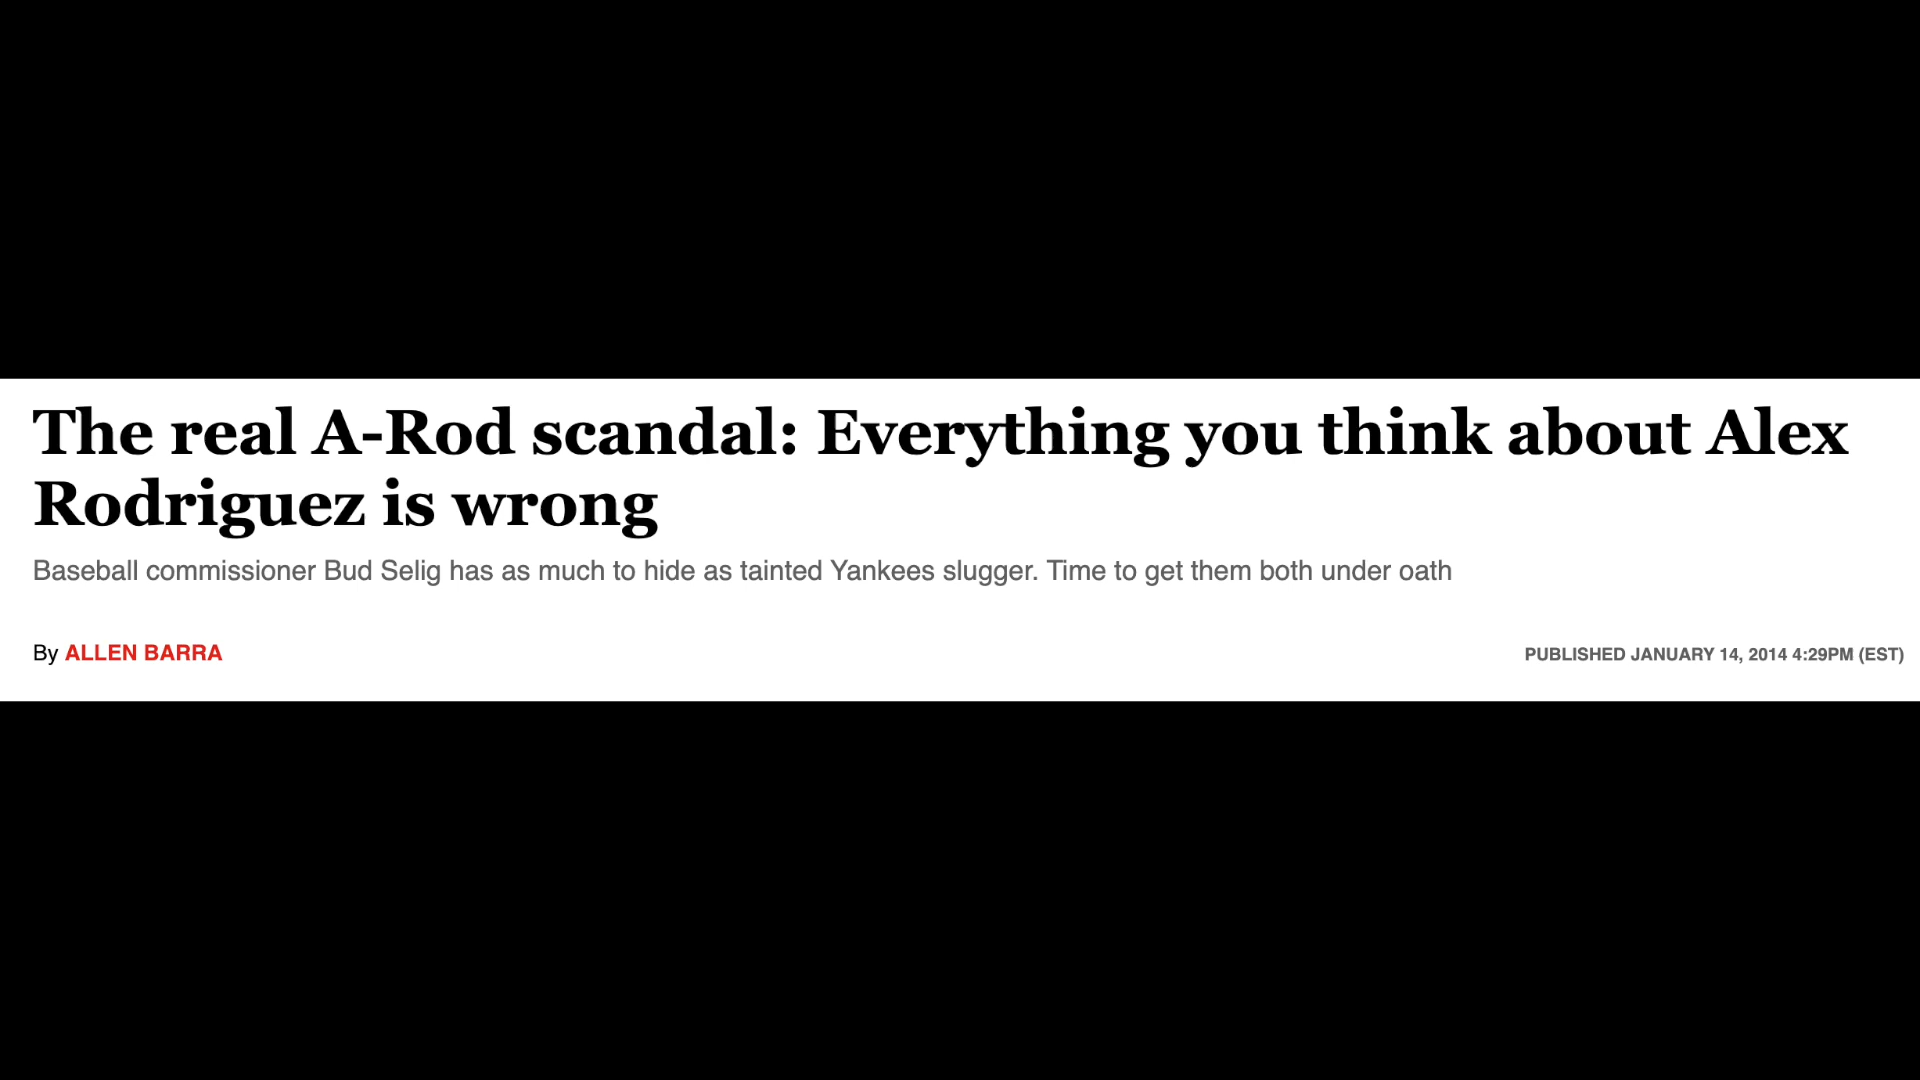 The real A-Rod scandal: Everything you think about Alex
Rodriguez is wrong
Baseball commissioner Bud Selig has as much to hide as tainted Yankees slugger. Time to get them both under oath
By ALLEN BARRA
PUBLISHED JANUARY 14, 2014 4:29PM (EST)